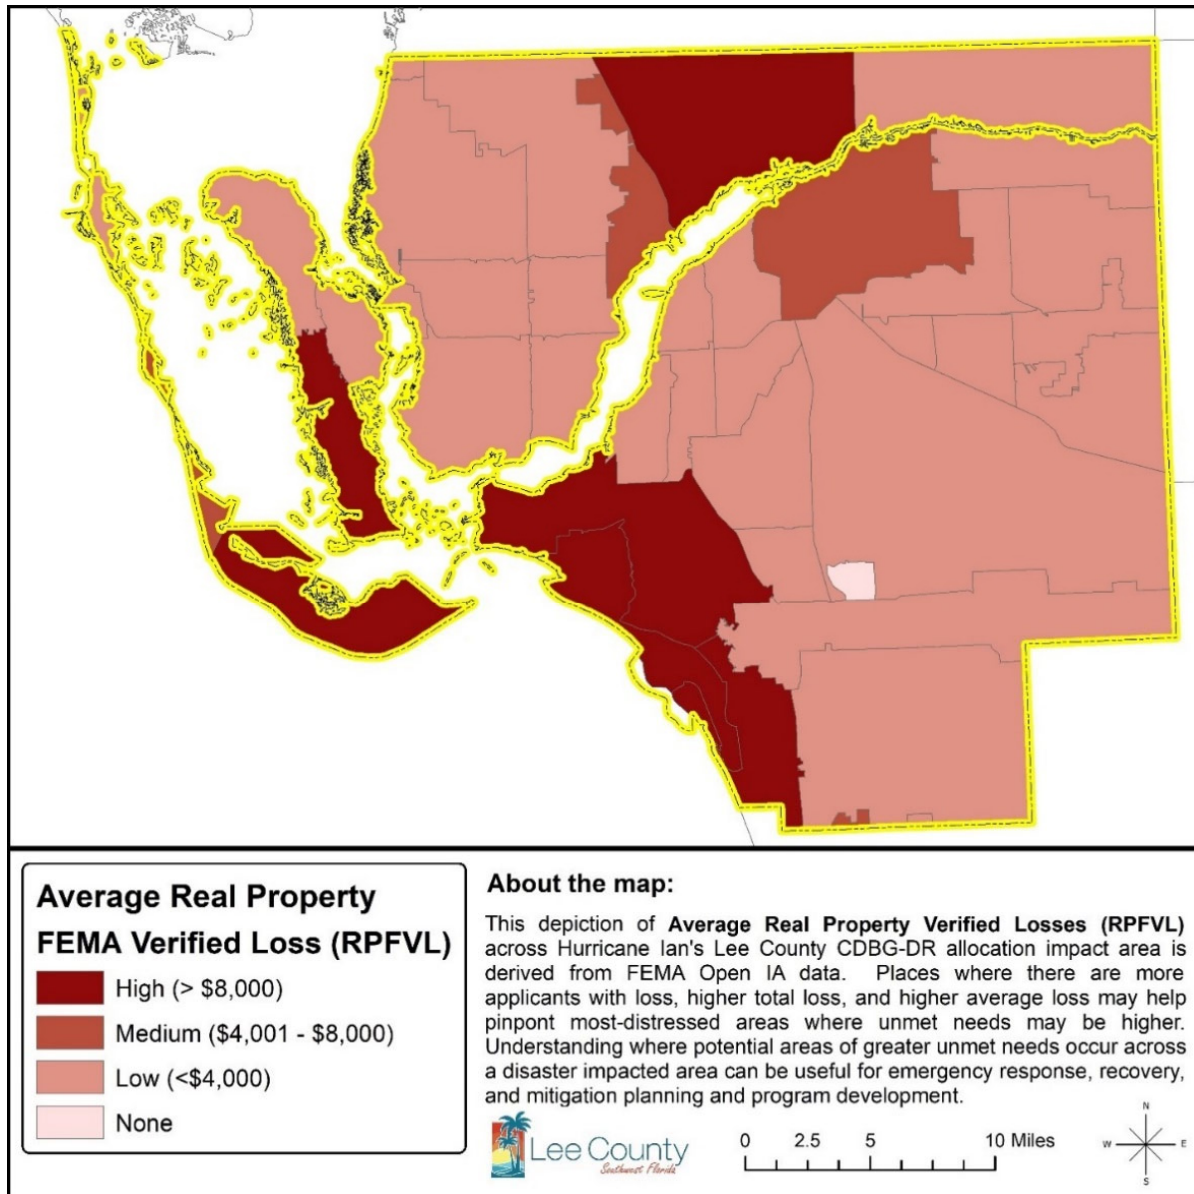 Average Real Property
FEMA Verified Loss (RPFVL)
High (> $8,000)
Medium ($4,001 - $8,000)
Low (<$4,000)
None
About the map:
This depiction of Average Real Property Verified Losses (RPFVL)
across Hurricane Ian's Lee County CDBG-DR allocation impact area is
derived from FEMA Open IA data. Places where there are more
applicants with loss, higher total loss, and higher average loss may help
pinpont most-distressed areas where unmet needs may be higher.
Understanding where potential areas of greater unmet needs occur across
a disaster impacted area can be useful for emergency response, recovery,
and mitigation planning and program development.
Lee County
Southwest Florida
0 2.5 5 10 Miles
N
W E
S